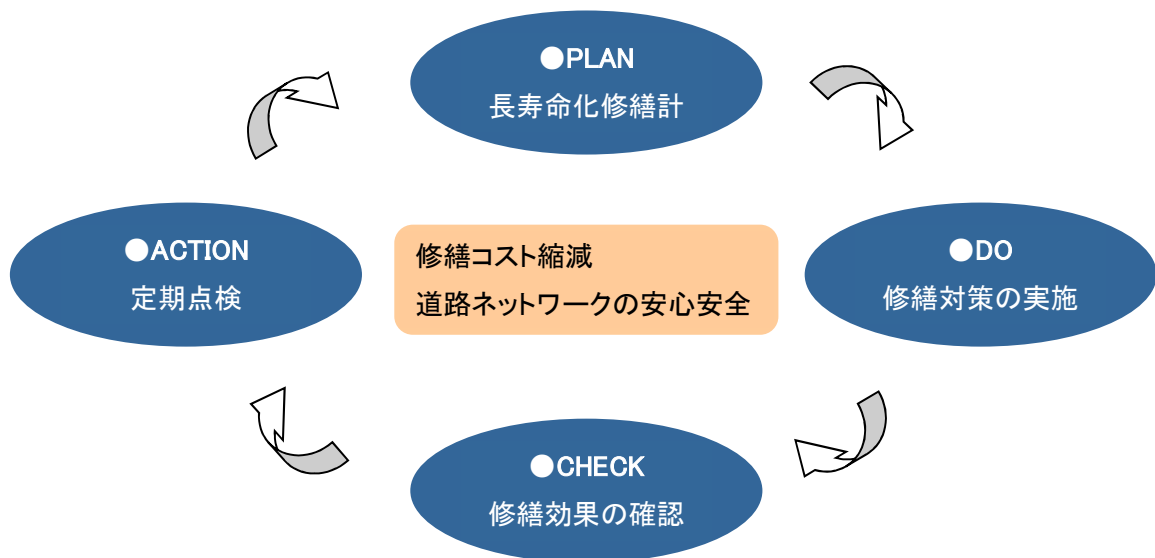 ●PLAN
長寿命化修繕計
●ACTION
定期点検
修繕コスト縮減
道路ネットワークの安心安全
●DO
修繕対策の実施
●CHECK
修繕効果の確認